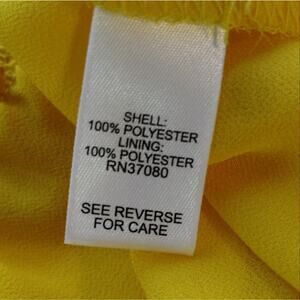 SHELL:
100% POLYESTER
LINING:
100% POLYESTER
RN37080
SEE REVERSE
FOR CARE